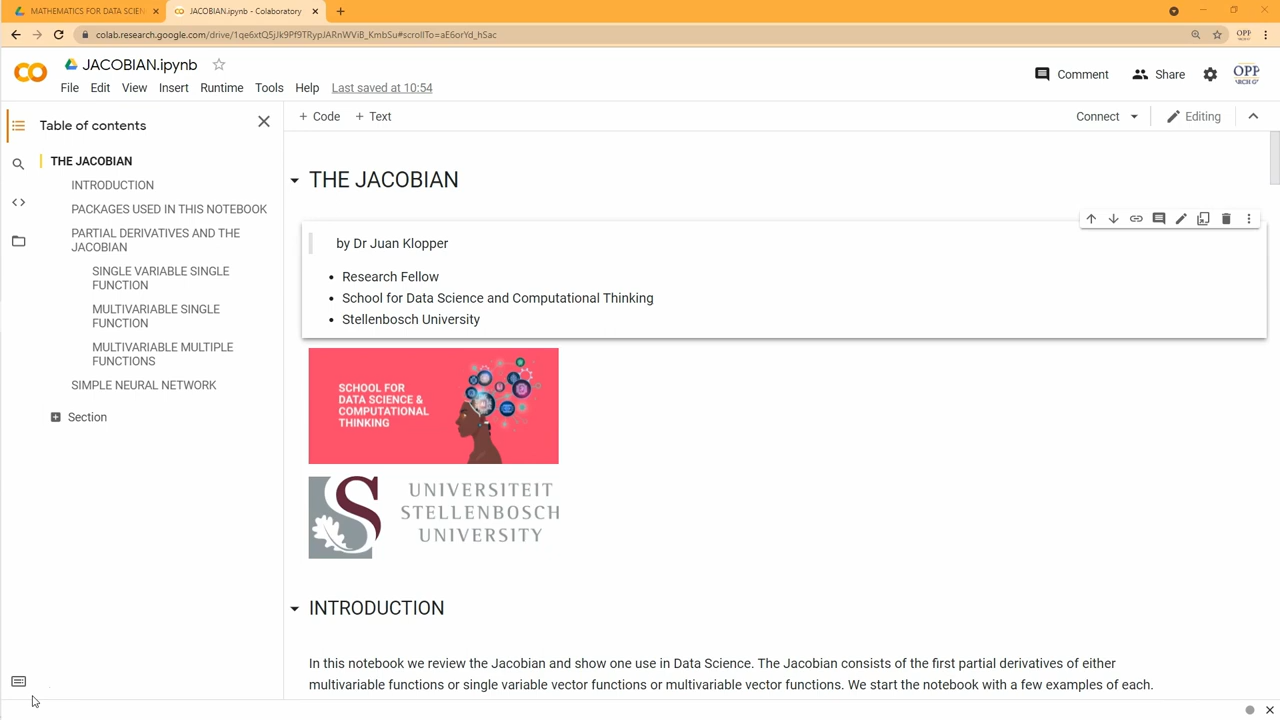 MATHEMATICS FOR DATA SCIEN
JACOBIAN.ipynb - Colaboratory
colab.research.google.com/drive/1qe6xtQ5jJk9Pf9TRypJARnWViB_KmbSu#scrollTo=aE6orYd_hSac
JACOBIAN.ipynb
Comment
Share
OPP
File Edit View Insert Runtime Tools Help Last saved at 10:54
Table of contents
+ Code + Text
Connect
Editing
THE JACOBIAN
INTRODUCTION
PACKAGES USED IN THIS NOTEBOOK
PARTIAL DERIVATIVES AND THE
JACOBIAN
SINGLE VARIABLE SINGLE
FUNCTION
MULTIVARIABLE SINGLE
FUNCTION
MULTIVARIABLE MULTIPLE
FUNCTIONS
SIMPLE NEURAL NETWORK
Section
THE JACOBIAN
by Dr Juan Klopper
• Research Fellow
• School for Data Science and Computational Thinking
• Stellenbosch University
SCHOOL FOR
DATA SCIENCE &
COMPUTATIONAL
THINKING
UNIVERSITEIT
STELLENBOSCH
UNIVERSITY
INTRODUCTION
In this notebook we review the Jacobian and show one use in Data Science. The Jacobian consists of the first partial derivatives of either
multivariable functions or single variable vector functions or multivariable vector functions. We start the notebook with a few examples of each.